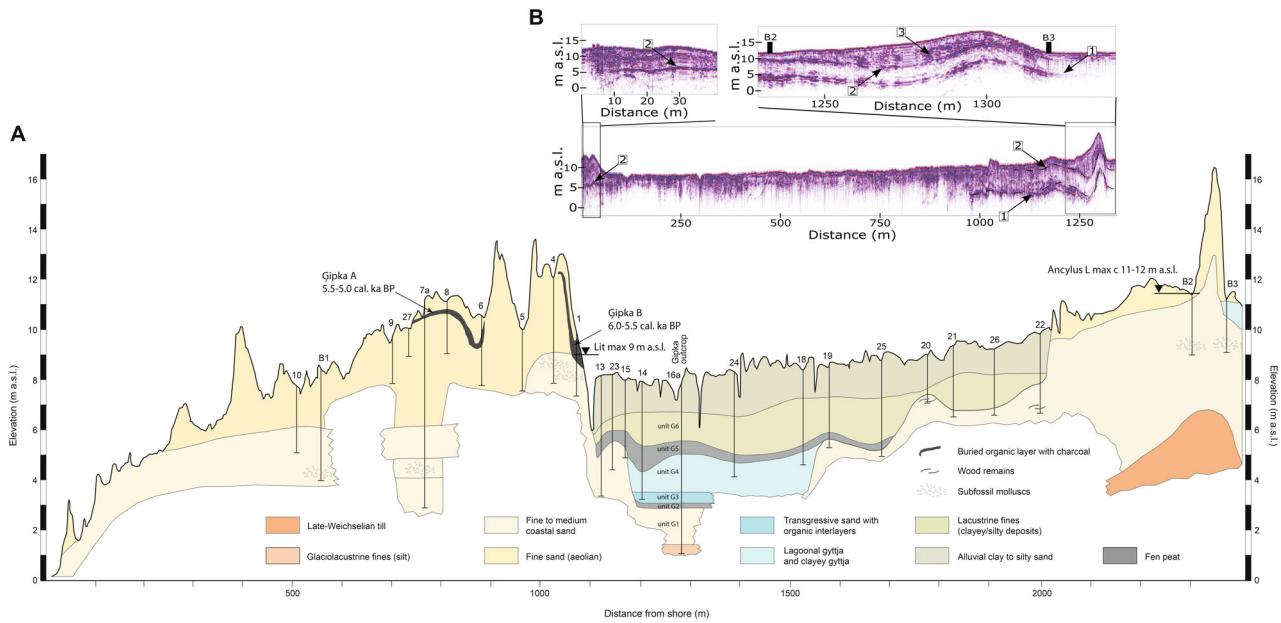 B
15
10
5
0
m a.s.l.
2
10
20
30
Distance (m)
B2
3
B3
1
15
10
5
0
m a.s.l.
2
1250
1300
Distance (m)
A
m a.s.l.
10
5
0
2
2
1
250
500
750
1000
1250
Distance (m)
16
14
12
10
8
6
4
2
0
Elevation (m a.s.l.)
Ģipka A
5.5-5.0 cal. ka BP
Ģipka B
6.0-5.5 cal. ka BP
Lit max 9 m a.s.l.
Ancylus L max c 11-12 m a.s.l.
10
B1
9
27
7a
8
6
5
4
1
13
23
15
14
16a
Gipka
outcrop
24
18
19
25
20
21
26
22
B2
B3
unit G6
unit G5
unit G4
unit G3
unit G2
unit G1
Buried organic layer with charcoal
Wood remains
Subfossil molluscs
Late-Weichselian till
Glaciolacustrine fines (silt)
Fine to medium
coastal sand
Fine sand (aeolian)
Transgressive sand with
organic interlayers
Lagoonal gyttja
and clayey gyttja
Lacustrine fines
(clayey/silty deposits)
Alluvial clay to silty sand
Fen peat
16
14
12
10
8
6
4
2
0
Elevation (m a.s.l.)
500
1000
1500
2000
Distance from shore (m)